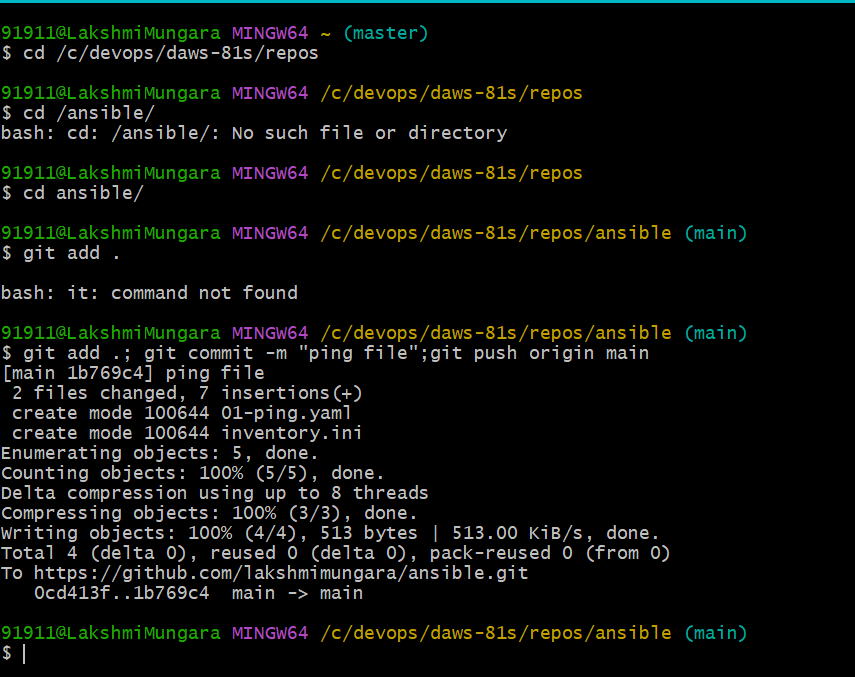 91911@LakshmiMungara MINGW64 ~ (master)
$ cd /c/devops/daws-81s/repos
91911@LakshmiMungara MINGW64 /c/devops/daws-81s/repos
$ cd /ansible/
bash: cd: /ansible/: No such file or directory
91911@LakshmiMungara MINGW64 /c/devops/daws-81s/repos
$ cd ansible/
91911@LakshmiMungara MINGW64 /c/devops/daws-81s/repos/ansible (main)
$ git add .
bash: it: command not found
91911@LakshmiMungara MINGW64 /c/devops/daws-81s/repos/ansible (main)
$ git add .; git commit -m "ping file";git push origin main
[main 1b769c4] ping file
 2 files changed, 7 insertions(+)
 create mode 100644 01-ping.yaml
 create mode 100644 inventory.ini
Enumerating objects: 5, done.
Counting objects: 100% (5/5), done.
Delta compression using up to 8 threads
Compressing objects: 100% (3/3), done.
Writing objects: 100% (4/4), 513 bytes | 513.00 KiB/s, done.
Total 4 (delta 0), reused 0 (delta 0), pack-reused 0 (from 0)
To https://github.com/lakshmimungara/ansible.git
   0cd413f..1b769c4  main -> main
91911@LakshmiMungara MINGW64 /c/devops/daws-81s/repos/ansible (main)
$